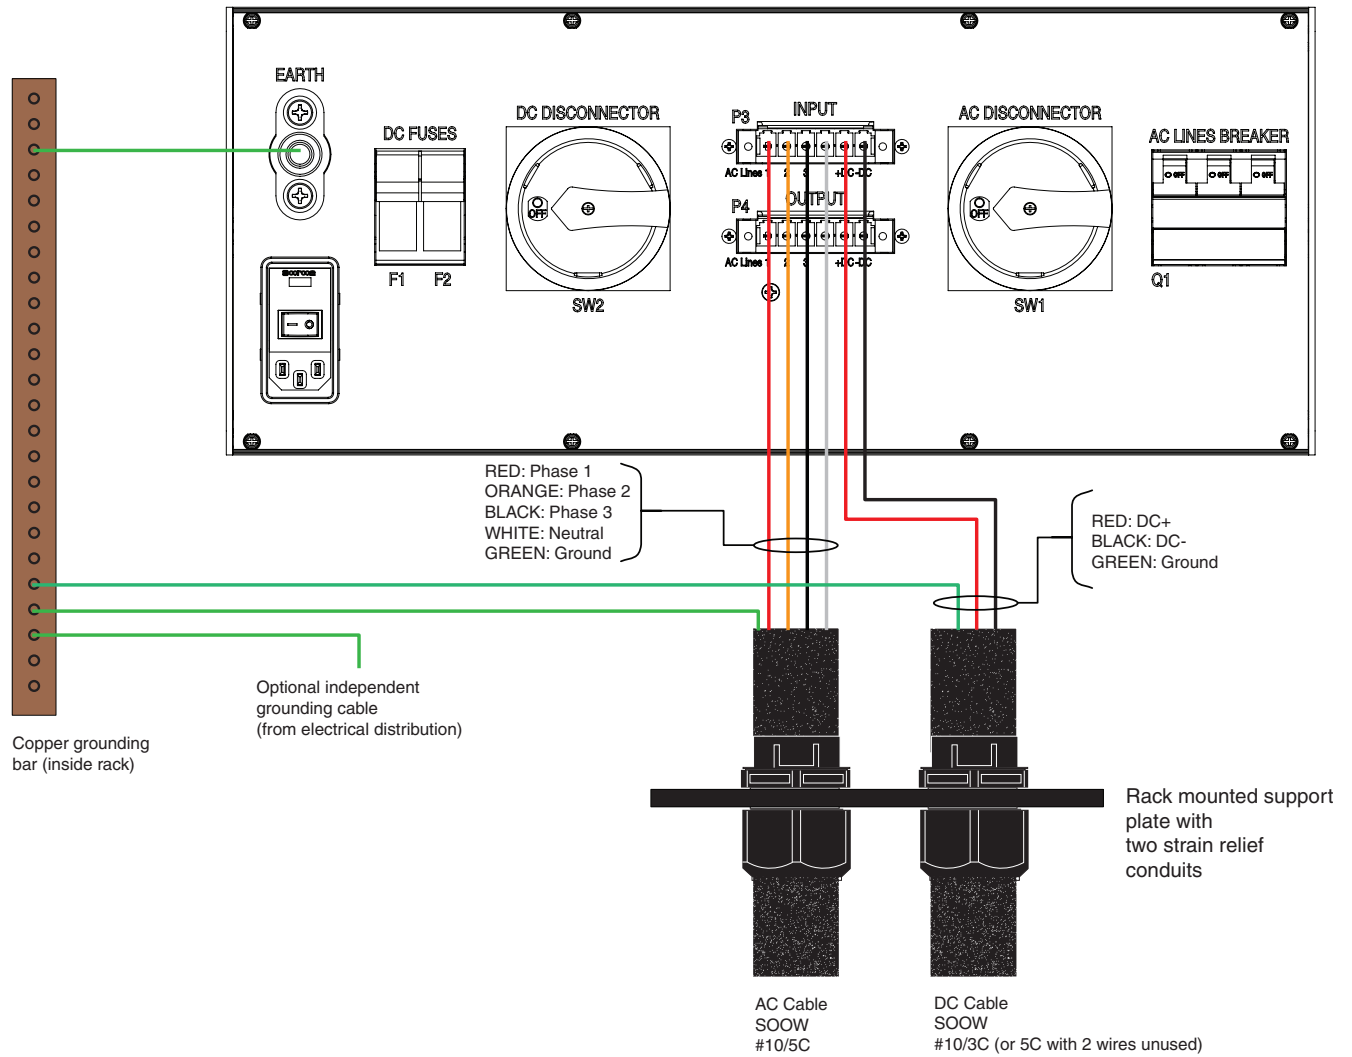 EARTH
DC FUSES
F1 F2
corcom
DC DISCONNECTOR
OFF
SW2
INPUT
P3
AC Lines 1 2 3 +DC -DC
OUTPUT
P4
AC Lines 1 2 3 +DC -DC
AC DISCONNECTOR
OFF
SW1
AC LINES BREAKER
OFF OFF OFF
Q1
RED: Phase 1
ORANGE: Phase 2
BLACK: Phase 3
WHITE: Neutral
GREEN: Ground
RED: DC+
BLACK: DC-
GREEN: Ground
Optional independent
grounding cable
(from electrical distribution)
Copper grounding
bar (inside rack)
Rack mounted support
plate with
two strain relief
conduits
AC Cable
SOOW
#10/5C
DC Cable
SOOW
#10/3C (or 5C with 2 wires unused)